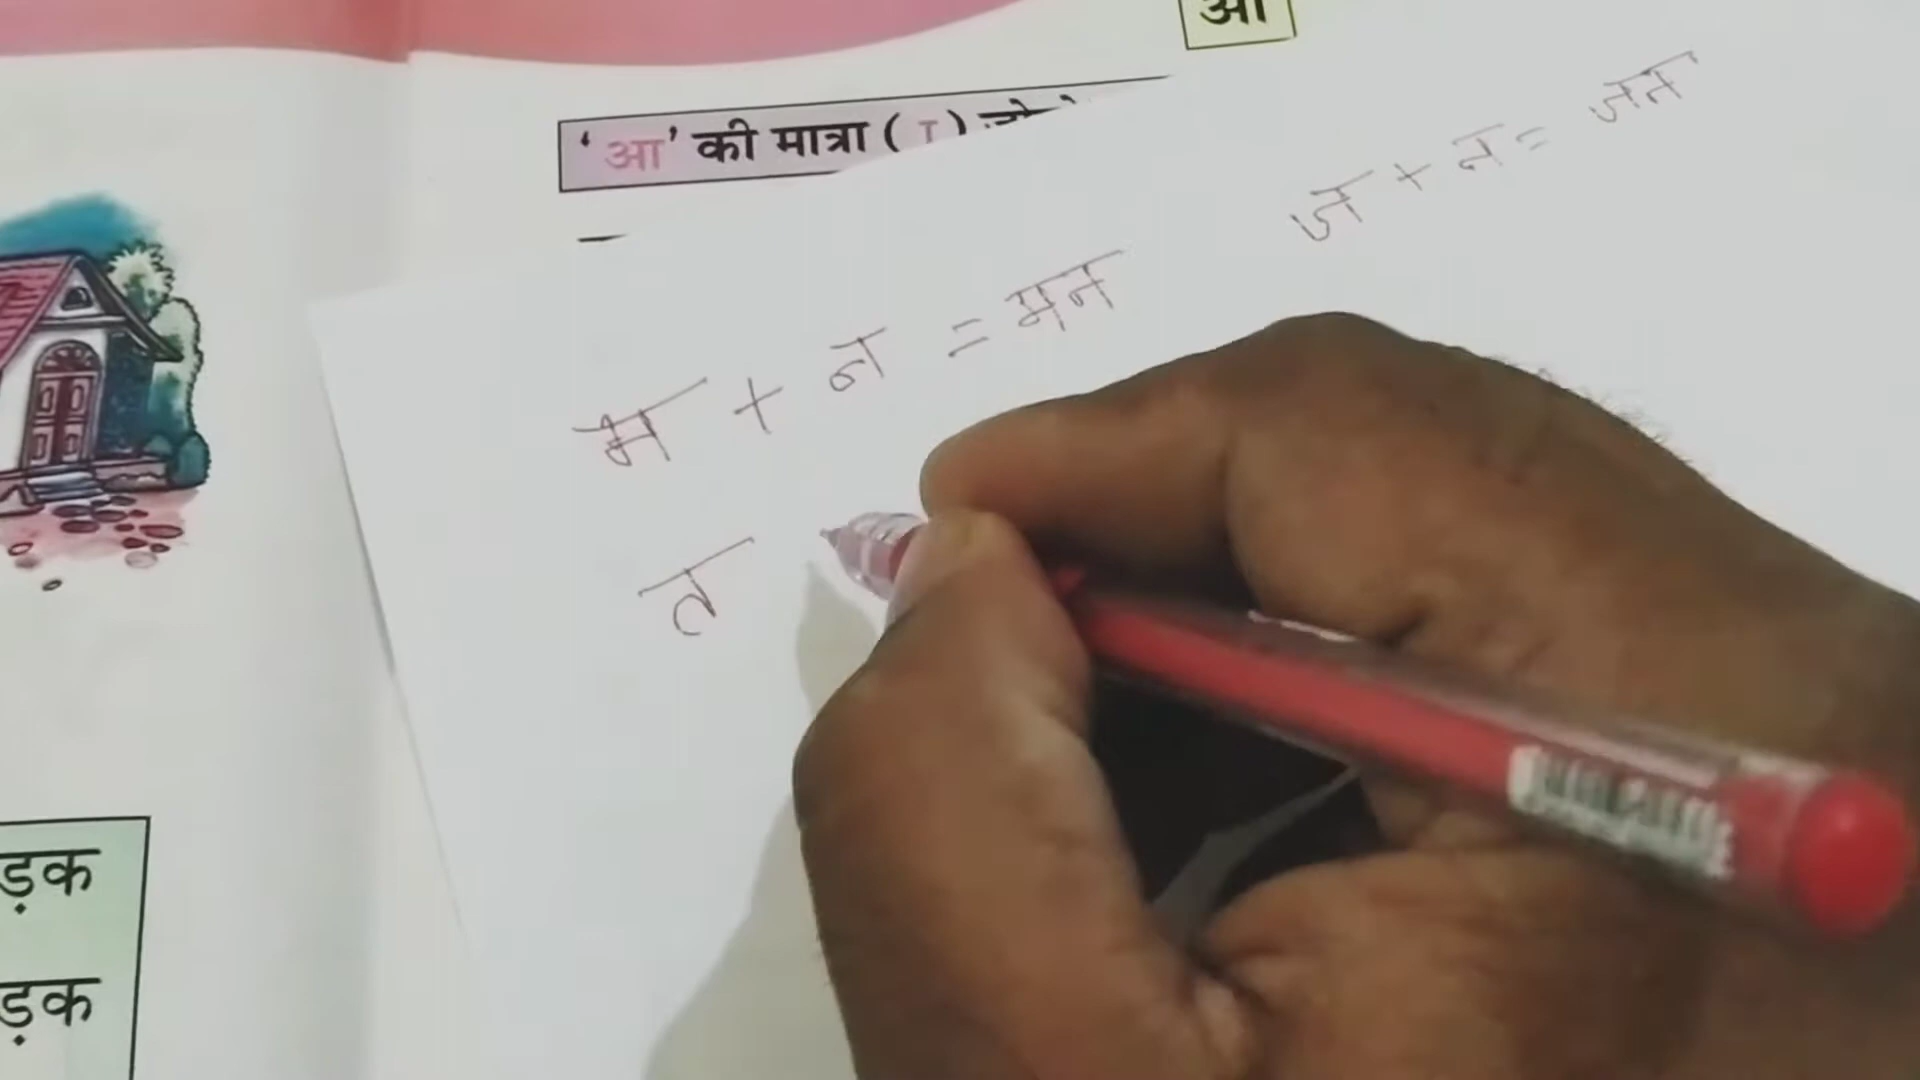 आ
'आ' की मात्रा ( ा )
म + न = मन
ज + न = जन
त
ड़क
ड़क